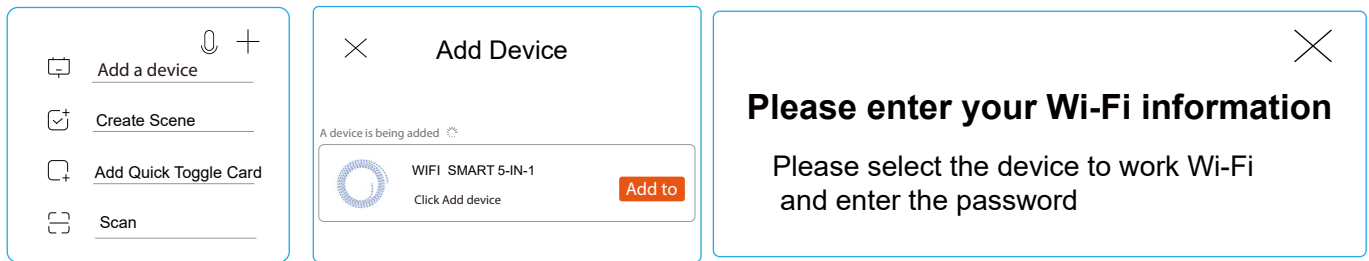 Add a device
Create Scene
Add Quick Toggle Card
Scan
Add Device
A device is being added
WIFI SMART 5-IN-1
Click Add device
Add to
Please enter your Wi-Fi information
Please select the device to work Wi-Fi
and enter the password